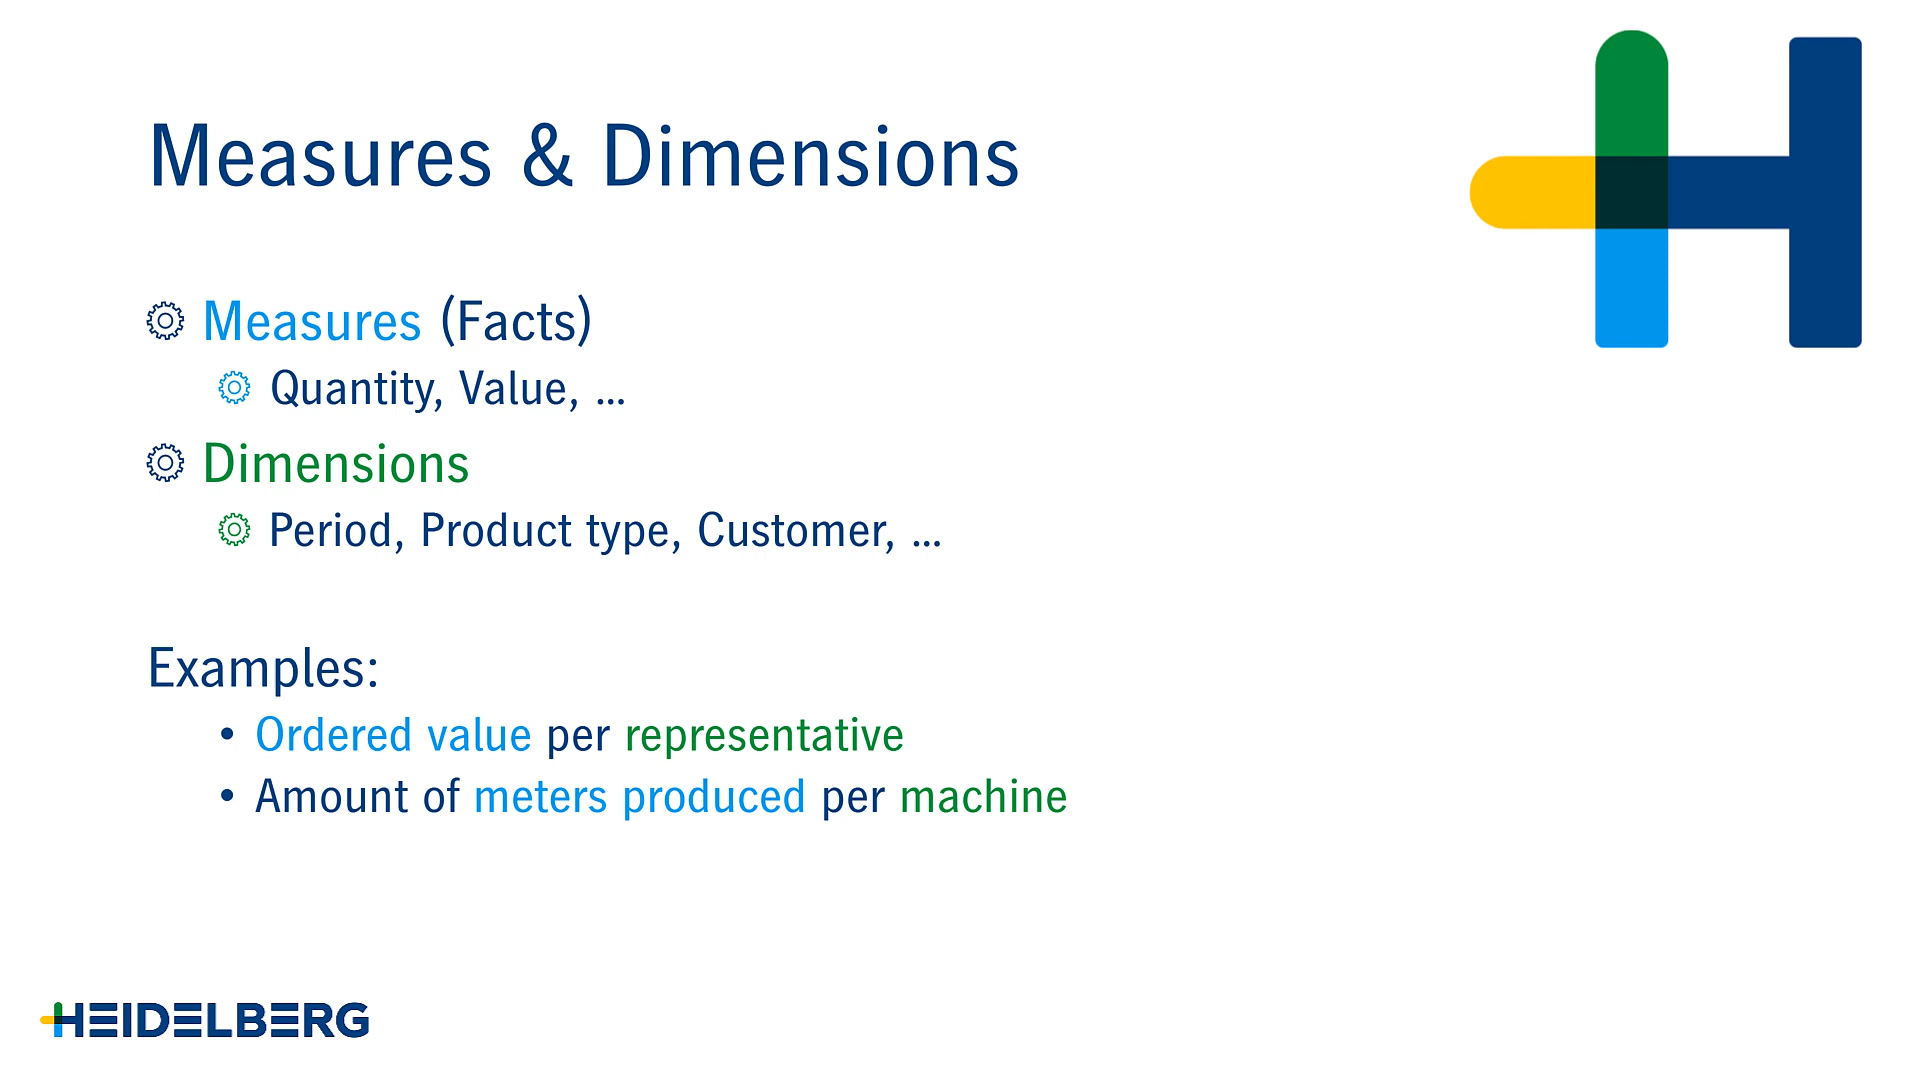 Measures & Dimensions
Measures (Facts)
Quantity, Value, ...
Dimensions
Period, Product type, Customer, ...
Examples:
• Ordered value per representative
• Amount of meters produced per machine
HEIDELBERG